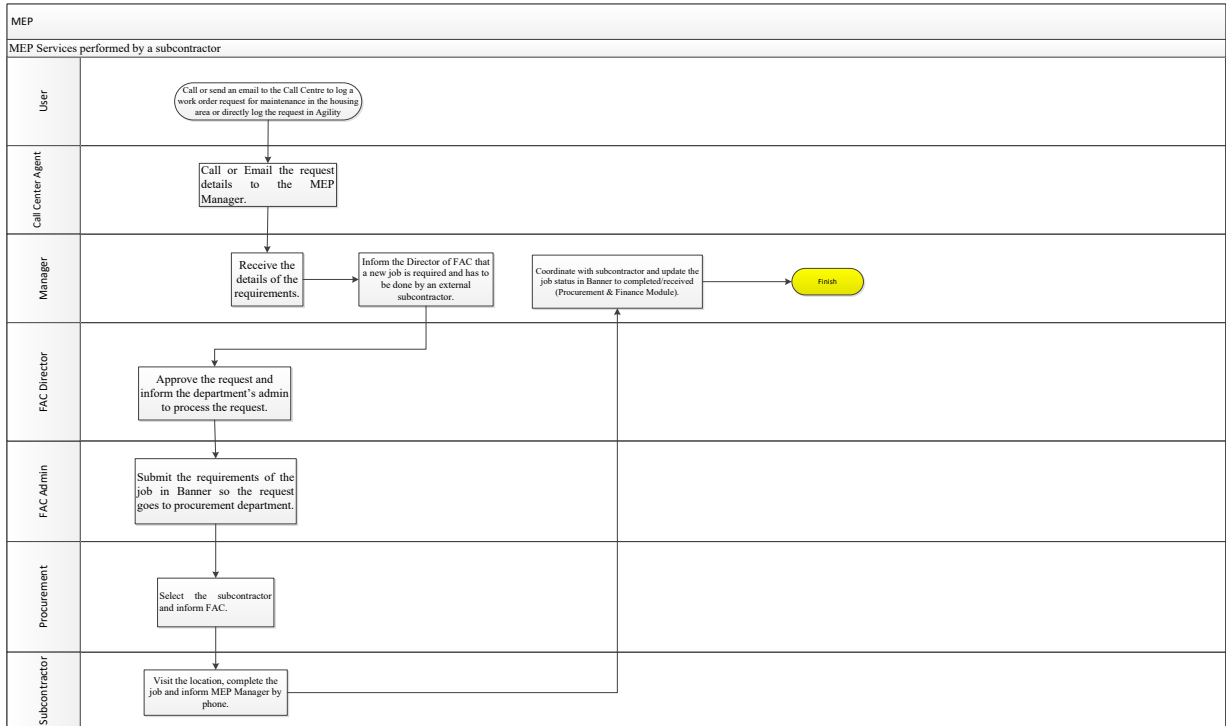 MEP
MEP Services performed by a subcontractor
User
Call or send an email to the Call Centre to log a
work order request for maintenance in the housing
area or directly log the request in Agility
Call Center Agent
Call or Email the request
details to the MEP
Manager.
Manager
Receive the
details of the
requirements.
Inform the Director of FAC that
a new job is required and has to
be done by an external
subcontractor.
Coordinate with subcontractor and update the
job status in Banner to completed/received
(Procurement & Finance Module).
Finish
FAC Director
Approve the request and
inform the department’s admin
to process the request.
FAC Admin
Submit the requirements of the
job in Banner so the request
goes to procurement department.
Procurement
Select the subcontractor
and inform FAC.
Subcontractor
Visit the location, complete the
job and inform MEP Manager by
phone.